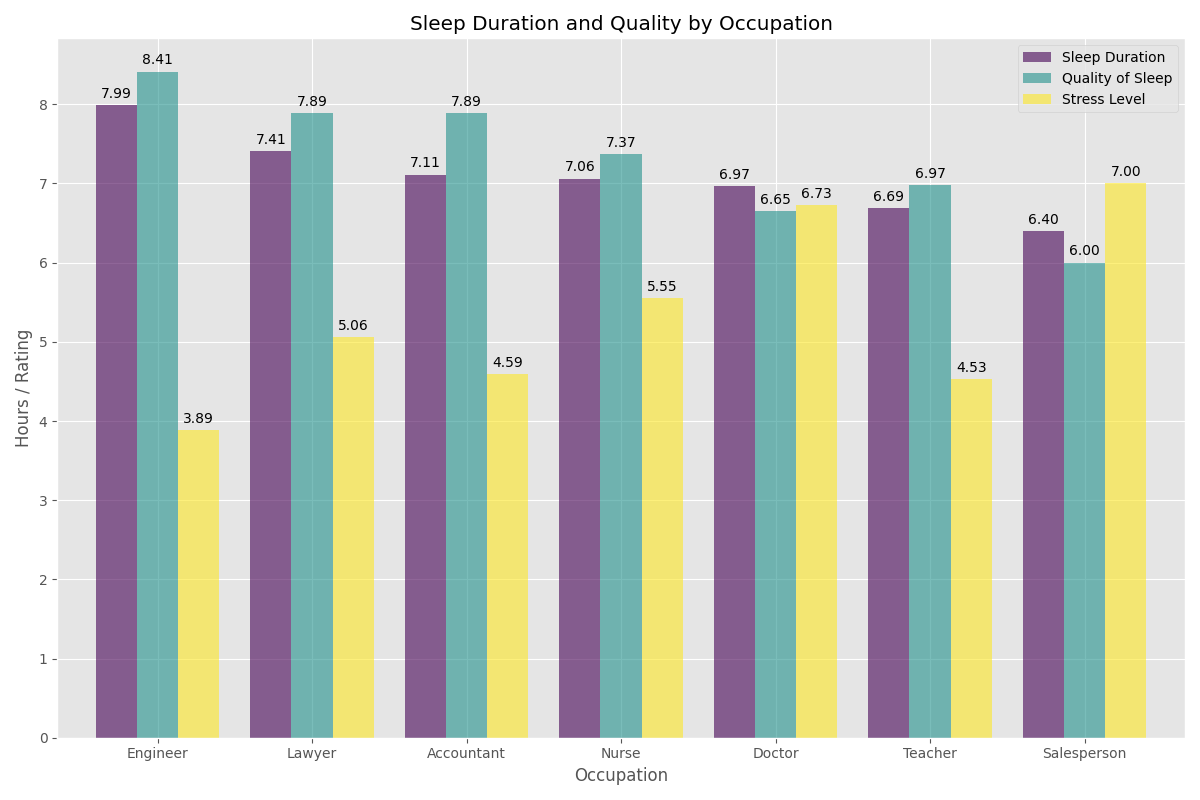 Sleep Duration and Quality by Occupation
Sleep Duration
Quality of Sleep
Stress Level
Hours / Rating
8
7
6
5
4
3
2
1
0
7.99
8.41
3.89
7.41
7.89
5.06
7.11
7.89
4.59
7.06
7.37
5.55
6.97
6.65
6.73
6.69
6.97
4.53
6.40
6.00
7.00
Engineer
Lawyer
Accountant
Nurse
Doctor
Teacher
Salesperson
Occupation